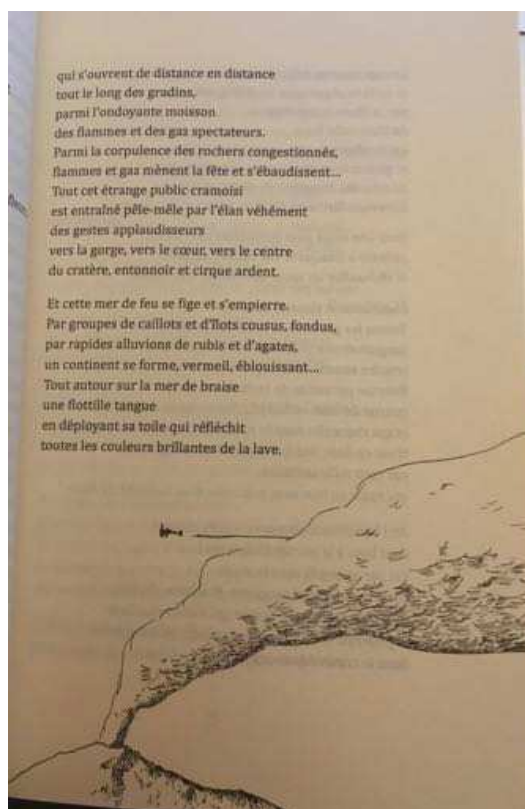 qui s'ouvrent de distance en distance
tout le long des gradins,
parmi l'ondoyante moisson
des flammes et des gaz spectateurs.
Parmi la corpulence des rochers congestionnés,
flammes et gaz mènent la fête et s'ébaudissent...
Tout cet étrange public cramoisi
est entraîné pêle-mêle par l'élan véhément
des gestes applaudisseurs
vers la gorge, vers le cœur, vers le centre
du cratère, entonnoir et cirque ardent.
Et cette mer de feu se fige et s'empierre.
Par groupes de caillots et d'îlots cousus, fondus,
par rapides alluvions de rubis et d'agates,
un continent se forme, vermeil, éblouissant...
Tout autour sur la mer de braise
une flottille tangue
en déployant sa toile qui réfléchit
toutes les couleurs brillantes de la lave.